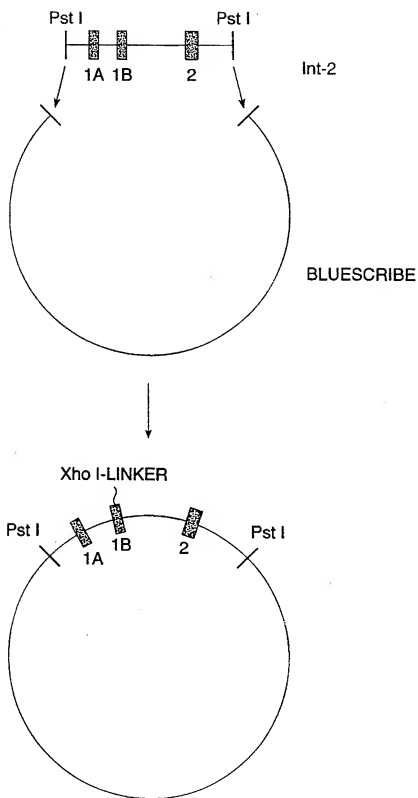 Pst I Pst I
1A 1B 2 Int-2
BLUESCRIBE
Xho I-LINKER
Pst I Pst I
1A 1B 2